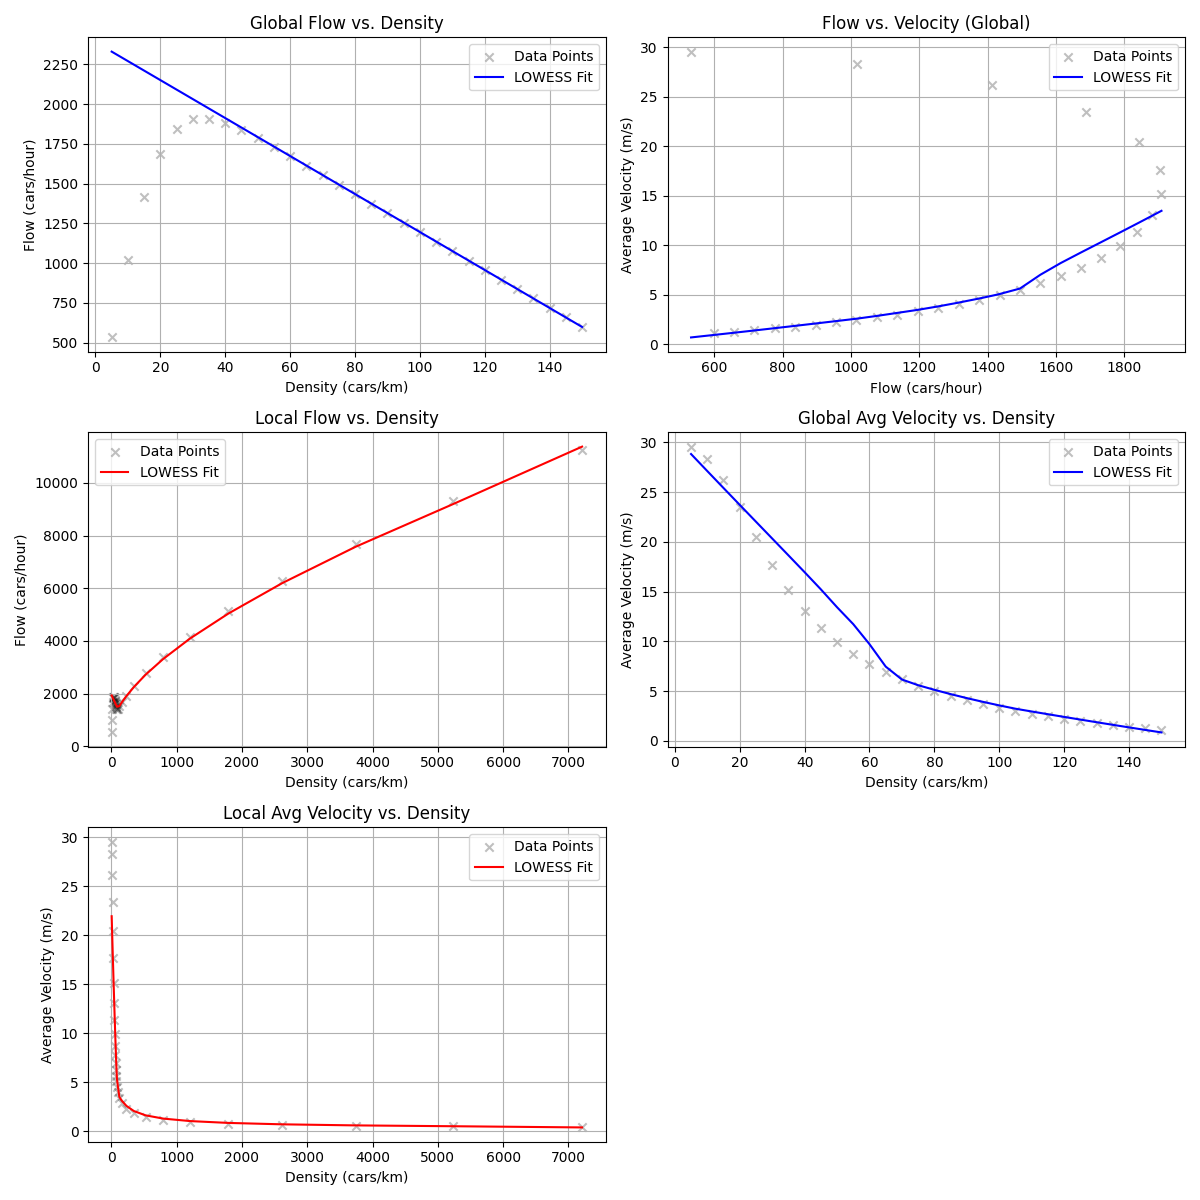 Global Flow vs. Density
Flow (cars/hour)
2250
2000
1750
1500
1250
1000
750
500
Data Points
LOWESS Fit
0 20 40 60 80 100 120 140
Density (cars/km)
Flow vs. Velocity (Global)
Average Velocity (m/s)
30
25
20
15
10
5
0
Data Points
LOWESS Fit
600 800 1000 1200 1400 1600 1800
Flow (cars/hour)
Local Flow vs. Density
Flow (cars/hour)
10000
8000
6000
4000
2000
0
Data Points
LOWESS Fit
0 1000 2000 3000 4000 5000 6000 7000
Density (cars/km)
Global Avg Velocity vs. Density
Average Velocity (m/s)
30
25
20
15
10
5
0
Data Points
LOWESS Fit
0 20 40 60 80 100 120 140
Density (cars/km)
Local Avg Velocity vs. Density
Average Velocity (m/s)
30
25
20
15
10
5
0
Data Points
LOWESS Fit
0 1000 2000 3000 4000 5000 6000 7000
Density (cars/km)